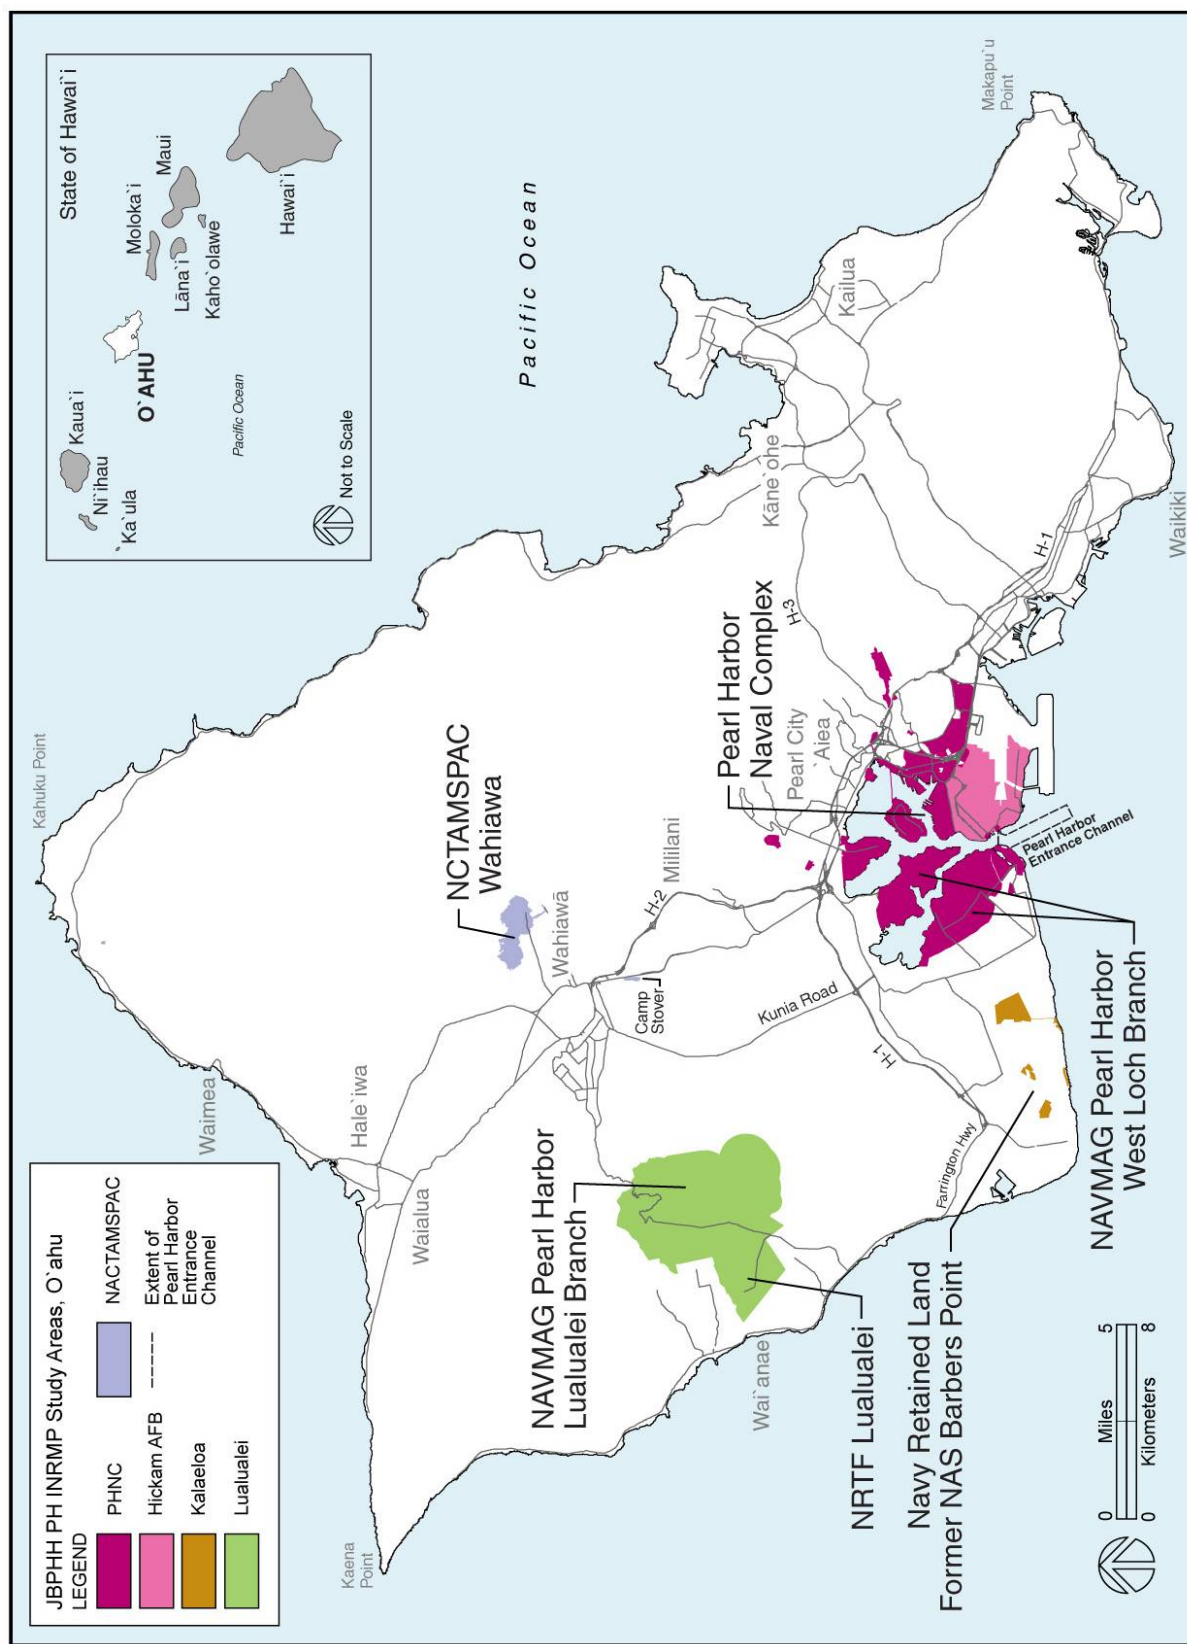 JBPHH PH INRMP Study Areas, O`ahu
LEGEND
PHNC
Hickam AFB
Kalaeloa
Lualualei
NACTAMSPAC
Extent of
Pearl Harbor
Entrance
Channel
State of Hawai`i
Kaua`i
Ni`ihau
Ka`ula
O`AHU
Moloka`i
Maui
Lāna`i
Kaho`olawe
Hawai`i
Pacific Ocean
Not to Scale
Kahuku Point
Waimea
Hale`iwa
Waialua
Kaena
Point
NCTAMSPAC
Wahiawa
Wahiawā
Camp
Stover
H-2
Mililani
Kunia Road
Pacific Ocean
Makapu`u
Point
Kailua
Kāne`ohe
H-3
H-1
Waikiki
Pearl Harbor
Naval Complex
Pearl City
`Aiea
Pearl Harbor
Entrance Channel
H-1
Farrington Hwy
NAVMAG Pearl Harbor
Lualualei Branch
Wai`anae
NRTF Lualualei
Navy Retained Land
Former NAS Barbers Point
NAVMAG Pearl Harbor
West Loch Branch
0 Miles 5
0 Kilometers 8